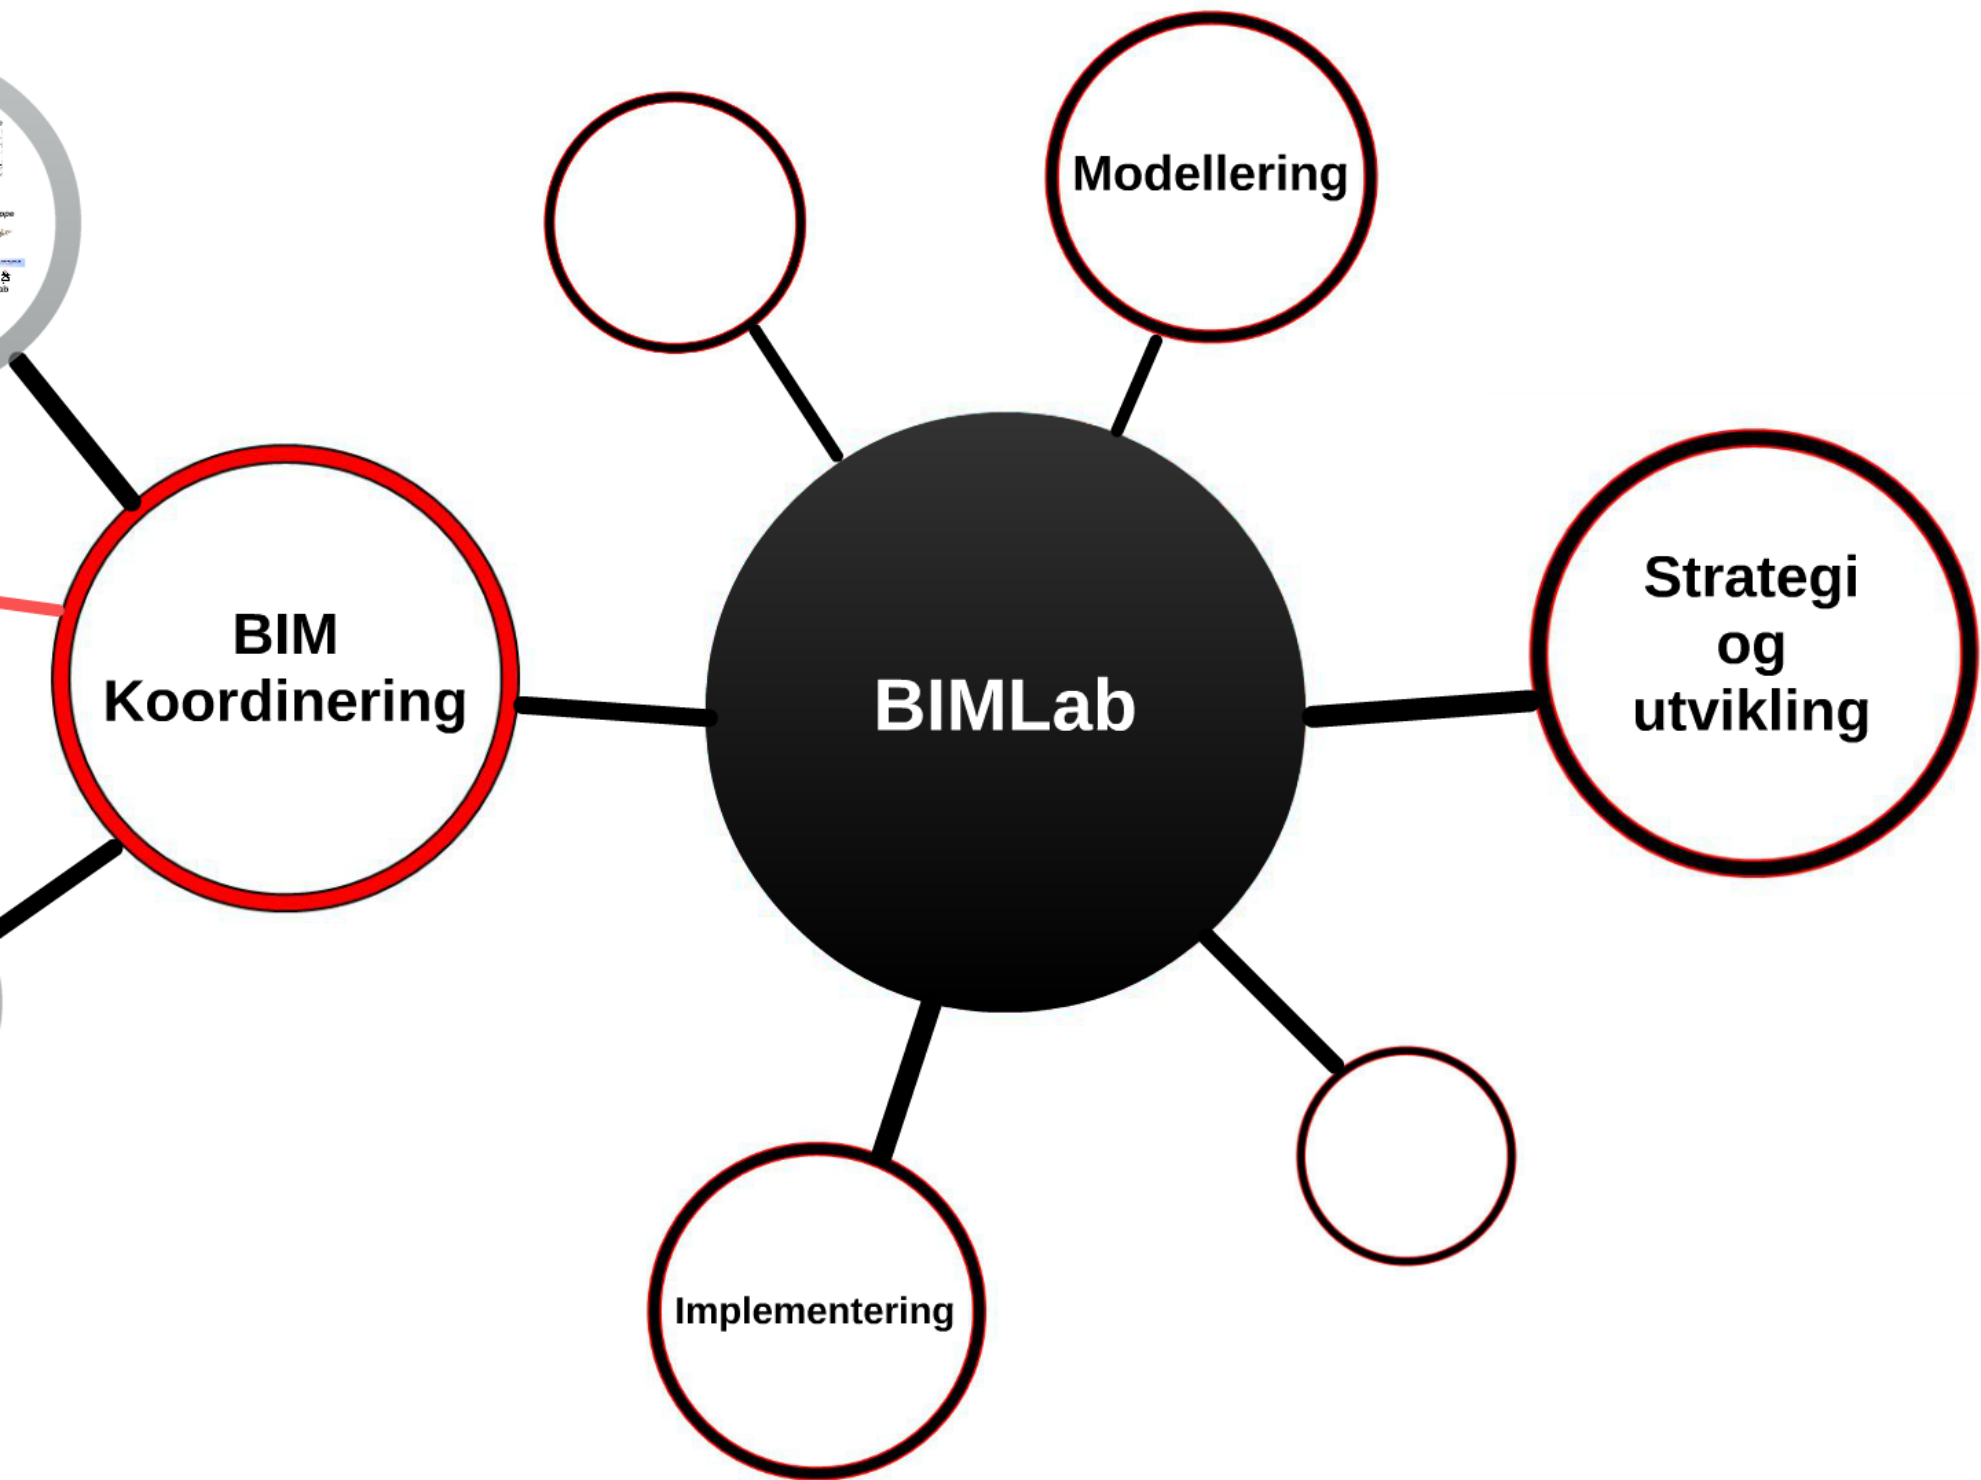 Modellering
BIM
Koordinering
BIMLab
Strategi
og
utvikling
Implementering